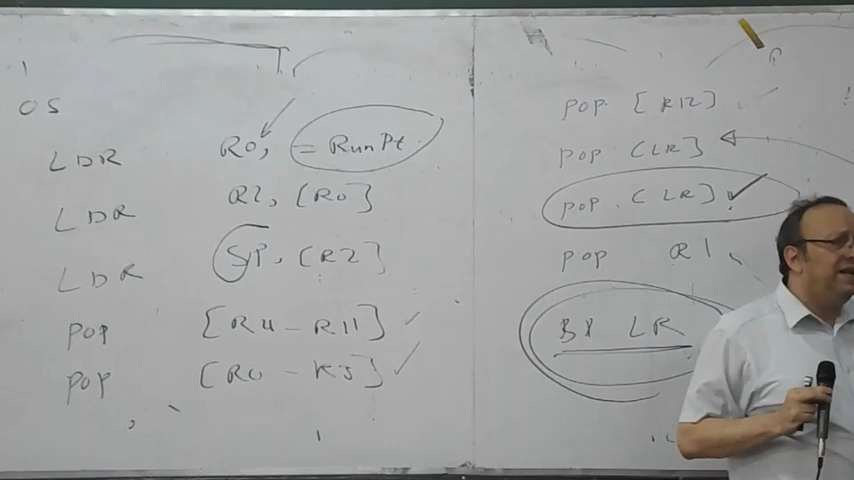 OS
LDR R0, = RunPt
LDR R2, [R0]
LDR SP, [R2]
POP [R4 - R11]
POP [R0 - R3]
POP [R12]
POP [LR]
POP [LR]
POP R1
BX LR